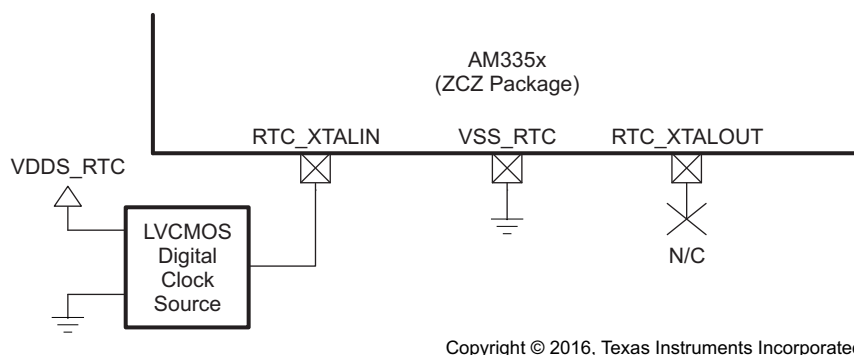 AM335x
(ZCZ Package)
RTC_XTALIN
VSS_RTC
RTC_XTALOUT
VDDS_RTC
LVCMOS
Digital
Clock
Source
N/C
Copyright © 2016, Texas Instruments Incorporated